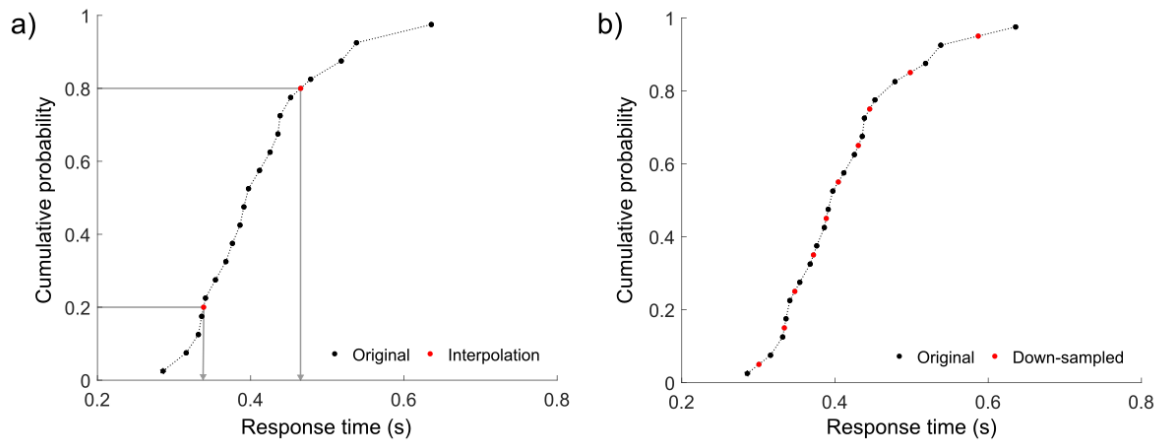 a)
Cumulative probability
1
0.8
0.6
0.4
0.2
0
0.2
0.4
0.6
0.8
Response time (s)
Original
Interpolation
b)
Cumulative probability
1
0.8
0.6
0.4
0.2
0
0.2
0.4
0.6
0.8
Response time (s)
Original
Down-sampled